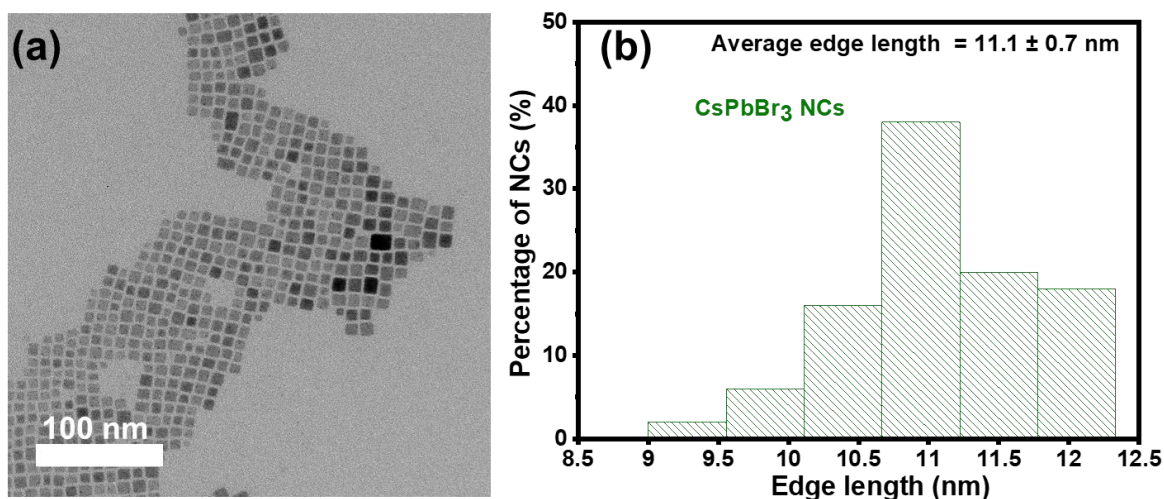 (a)
100 nm
(b)
Average edge length = 11.1 ± 0.7 nm
CsPbBr3 NCs
Percentage of NCs (%)
50
40
30
20
10
0
8.5 9 9.5 10 10.5 11 11.5 12 12.5
Edge length (nm)